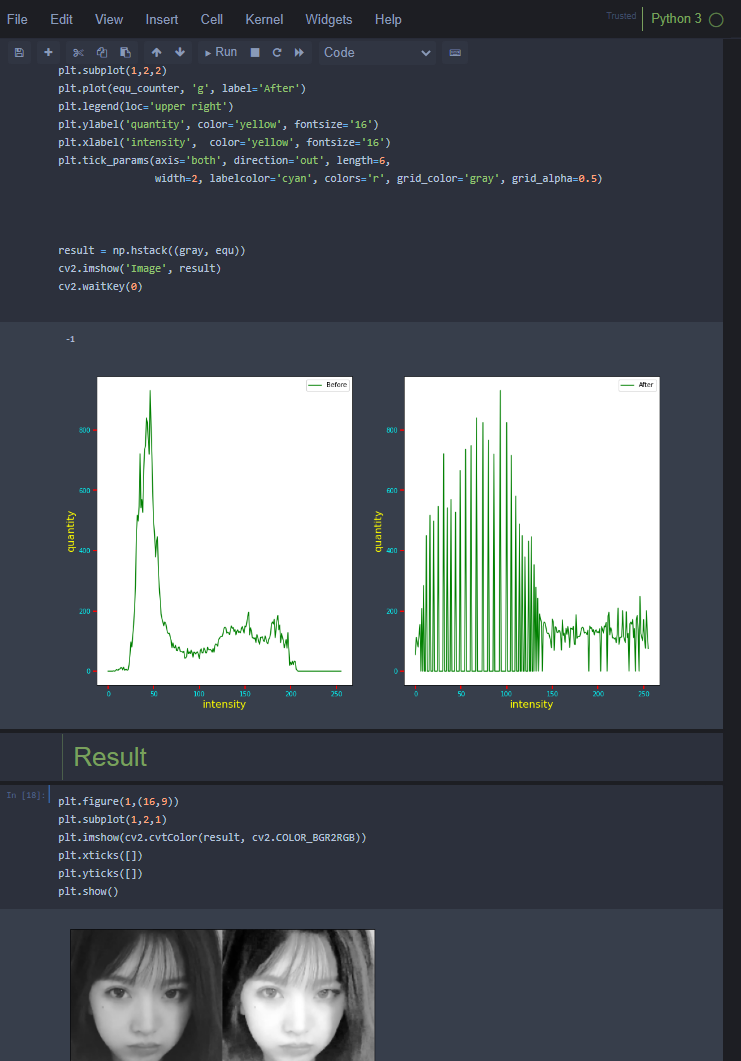 File Edit View Insert Cell Kernel Widgets Help Trusted Python 3
Run Code
plt.subplot(1,2,2)
plt.plot(equ_counter, 'g', label='After')
plt.legend(loc='upper right')
plt.ylabel('quantity', color='yellow', fontsize='16')
plt.xlabel('intensity',  color='yellow', fontsize='16')
plt.tick_params(axis='both', direction='out', length=6,
width=2, labelcolor='cyan', colors='r', grid_color='gray', grid_alpha=0.5)
result = np.hstack((gray, equ))
cv2.imshow('Image', result)
cv2.waitKey(0)
-1
Before
800
600
400
200
0
quantity
0 50 100 150 200 250
intensity
After
800
600
400
200
0
quantity
0 50 100 150 200 250
intensity
Result
In [18]:
plt.figure(1,(16,9))
plt.subplot(1,2,1)
plt.imshow(cv2.cvtColor(result, cv2.COLOR_BGR2RGB))
plt.xticks([])
plt.yticks([])
plt.show()